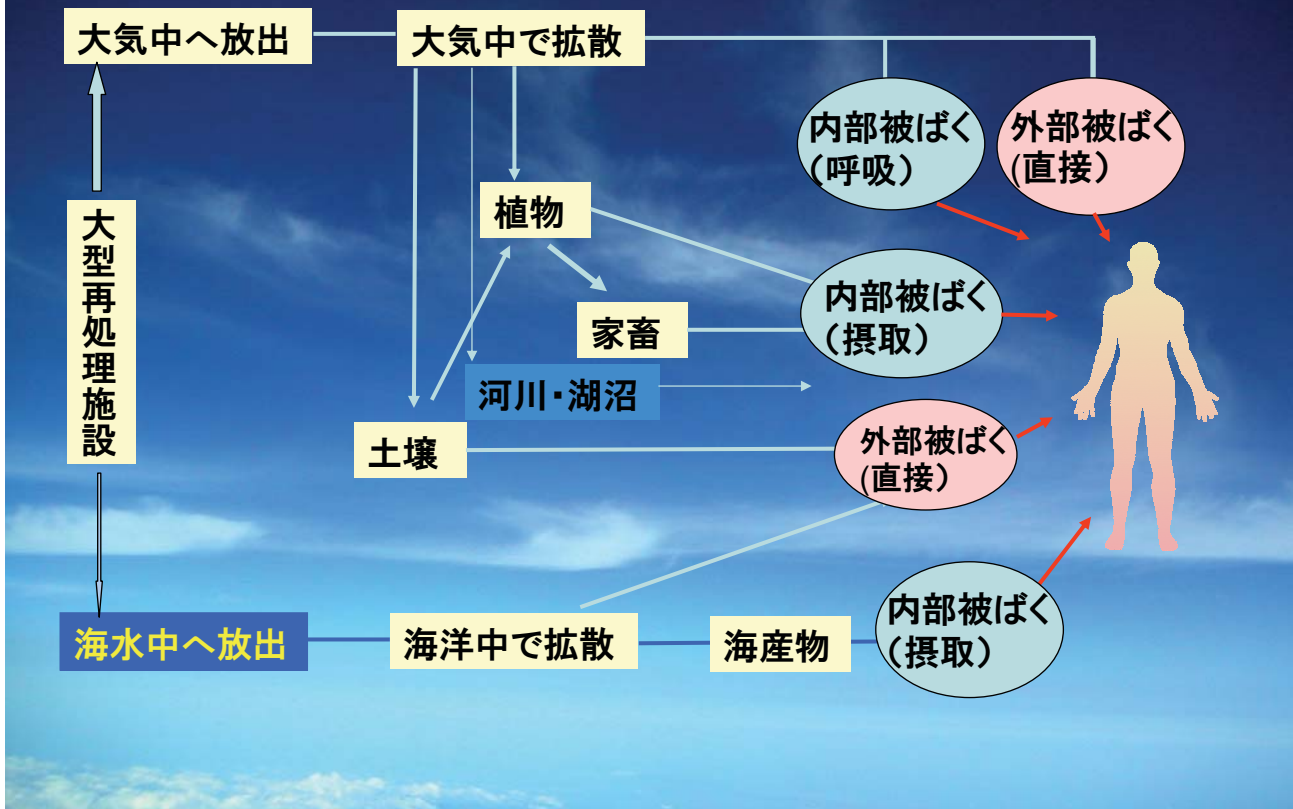 大気中へ放出
大気中で拡散
内部被ばく
（呼吸）
外部被ばく
(直接）
植物
大型再処理施設
内部被ばく
（摂取）
家畜
河川・湖沼
土壌
外部被ばく
(直接）
海水中へ放出
海洋中で拡散
海産物
内部被ばく
（摂取）